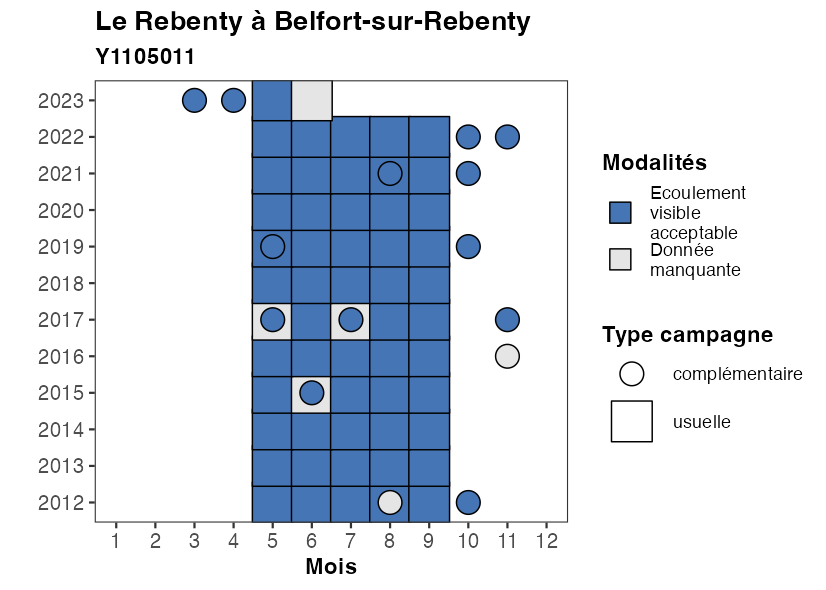 Le Rebenty à Belfort-sur-Rebenty
Y1105011
2023
2022
2021
2020
2019
2018
2017
2016
2015
2014
2013
2012
1 2 3 4 5 6 7 8 9 10 11 12
Mois
Modalités
Ecoulement
visible
acceptable
Donnée
manquante
Type campagne
complémentaire
usuelle